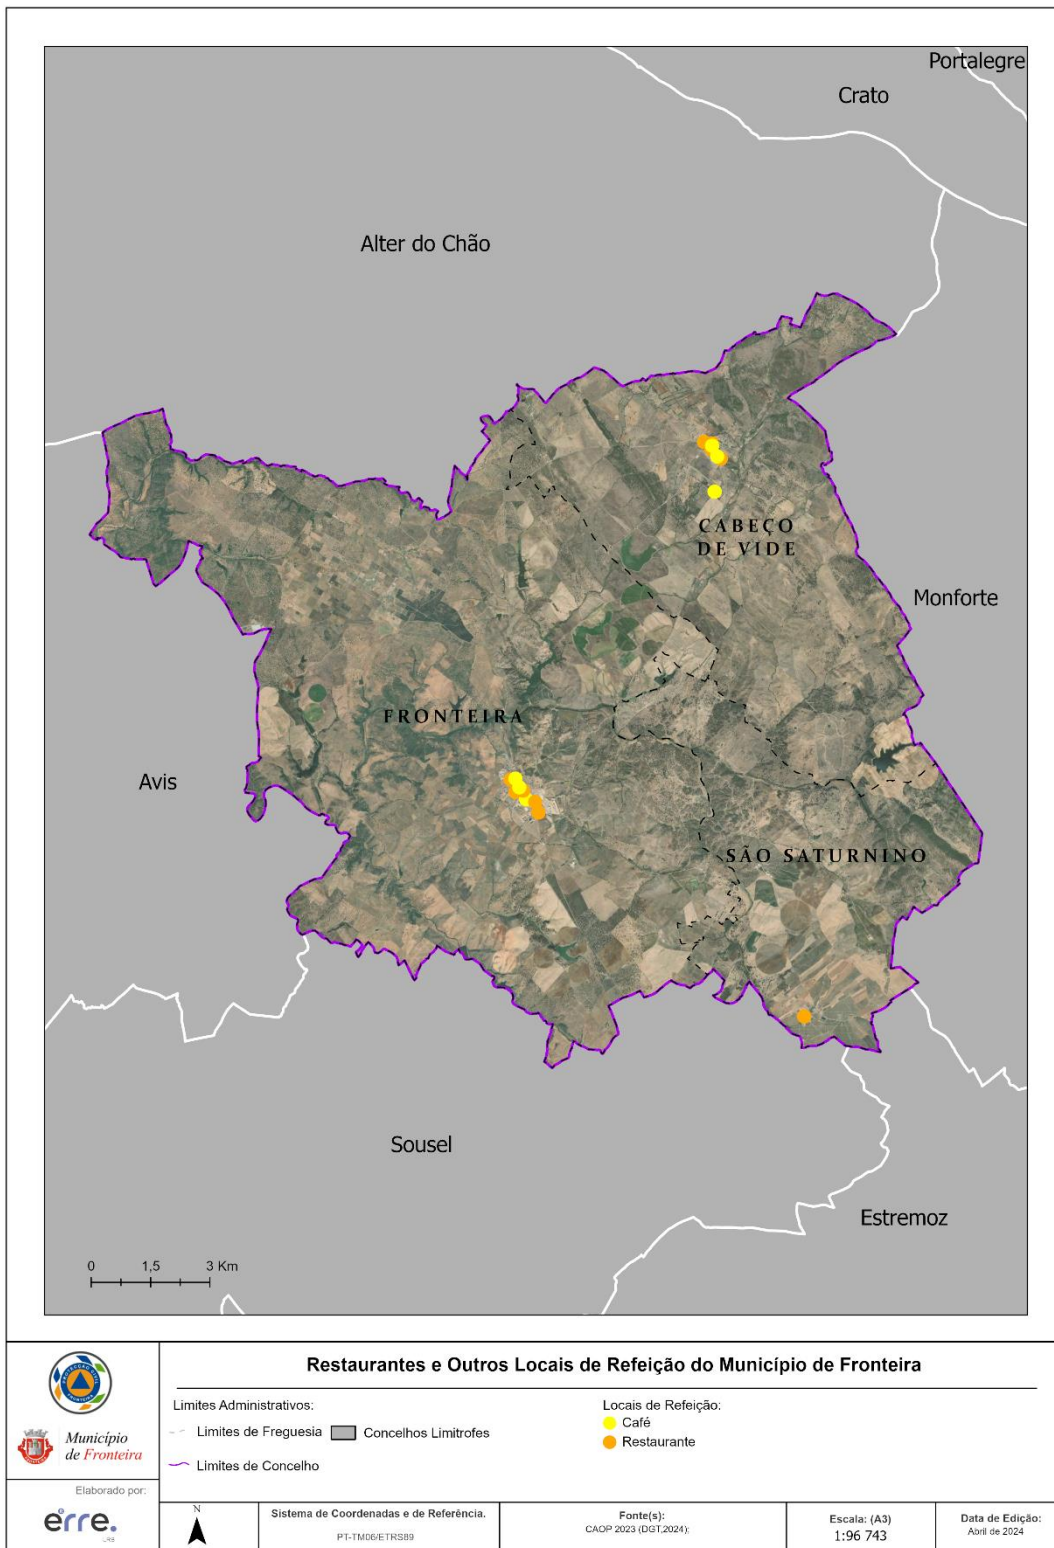 Portalegre
Crato
Alter do Chão
CABEÇO
DE VIDE
Monforte
FRONTEIRA
Avis
SÃO SATURNINO
Sousel
Estremoz
0 1,5 3 Km
Restaurantes e Outros Locais de Refeição do Município de Fronteira
Limites Administrativos:
Limites de Freguesia
Concelhos Limitrofes
Limites de Concelho
Locais de Refeição:
Café
Restaurante
Município
de Fronteira
Elaborado por:
erre.
N
Sistema de Coordenadas e de Referência.
PT-TM06/ETRS89
Fonte(s):
CAOP 2023 (DGT,2024);
Escala: (A3)
1:96 743
Data de Edição:
Abril de 2024